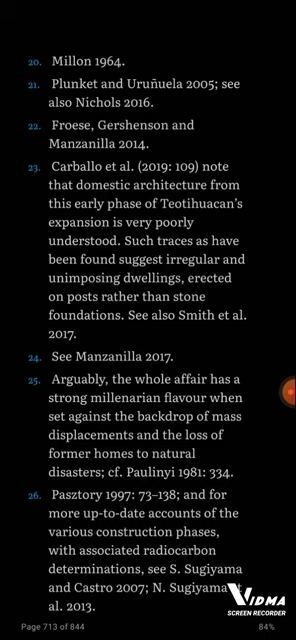 20. Millon 1964.
21. Plunket and Uruñuela 2005; see
also Nichols 2016.
22. Froese, Gershenson and
Manzanilla 2014.
23. Carballo et al. (2019: 109) note
that domestic architecture from
this early phase of Teotihuacan's
expansion is very poorly
understood. Such traces as have
been found suggest irregular and
unimposing dwellings, erected
on posts rather than stone
foundations. See also Smith et al.
2017.
24. See Manzanilla 2017.
25. Arguably, the whole affair has a
strong millenarian flavour when
set against the backdrop of mass
displacements and the loss of
former homes to natural
disasters; cf. Paulinyi 1981: 334.
26. Pasztory 1997: 73–138; and for
more up-to-date accounts of the
various construction phases,
with associated radiocarbon
determinations, see S. Sugiyama
and Castro 2007; N. Sugiyama
al. 2013.
VIDMA
SCREEN RECORDER
Page 713 of 844
84%